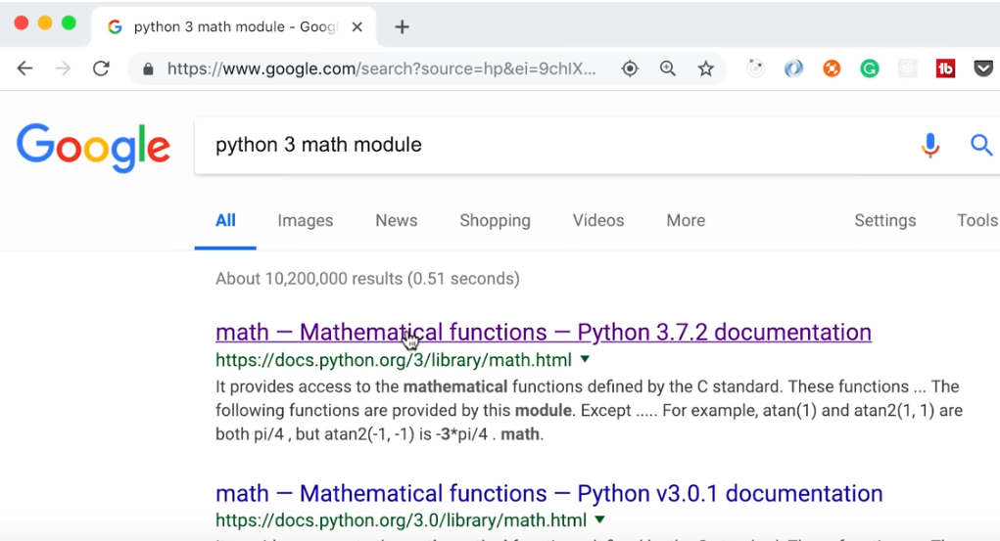 python 3 math module - Goog
https://www.google.com/search?source=hp&ei=9chIX...
Google
python 3 math module
All Images News Shopping Videos More Settings Tools
About 10,200,000 results (0.51 seconds)
math — Mathematical functions — Python 3.7.2 documentation
https://docs.python.org/3/library/math.html
It provides access to the mathematical functions defined by the C standard. These functions ... The
following functions are provided by this module. Except ..... For example, atan(1) and atan2(1, 1) are
both pi/4 , but atan2(-1, -1) is -3*pi/4 . math.
math — Mathematical functions — Python v3.0.1 documentation
https://docs.python.org/3.0/library/math.html